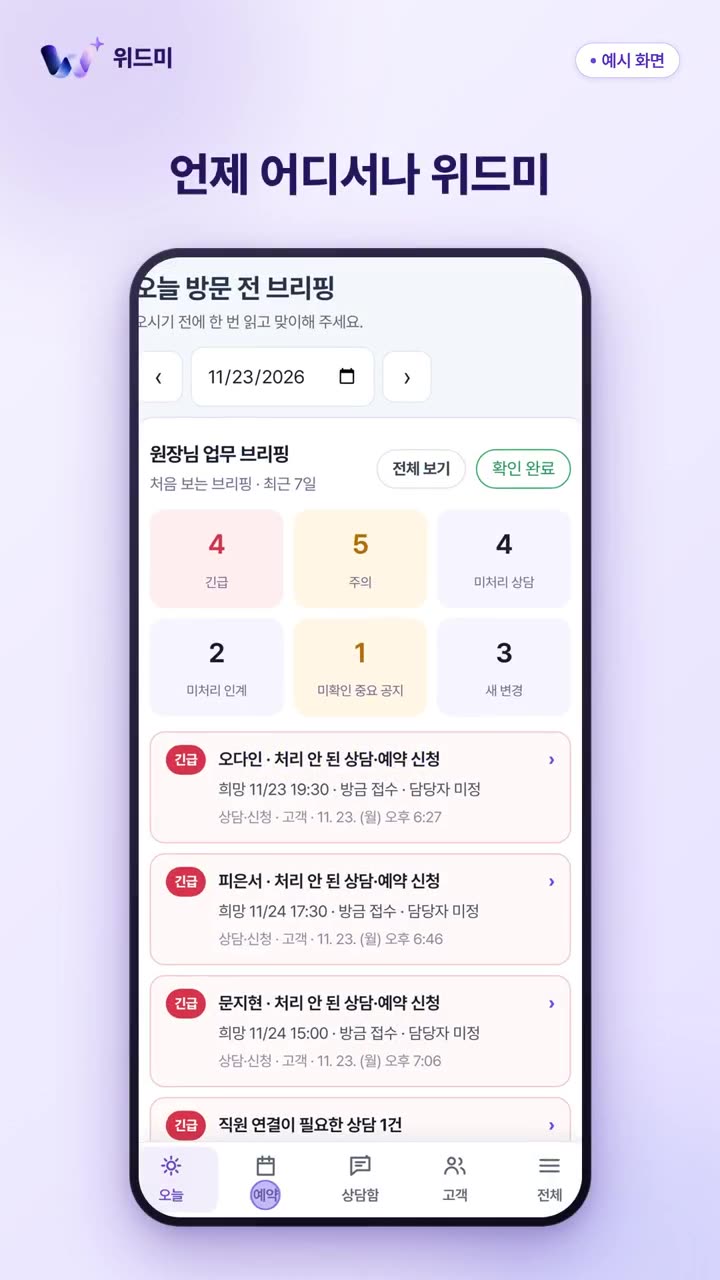 위드미
• 예시 화면
언제 어디서나 위드미
오늘 방문 전 브리핑
오시기 전에 한 번 읽고 맞이해 주세요.
‹ 11/23/2026 ›
원장님 업무 브리핑
처음 보는 브리핑 · 최근 7일
전체 보기
확인 완료
4
긴급
5
주의
4
미처리 상담
2
미처리 인계
1
미확인 중요 공지
3
새 변경
긴급 오다인 · 처리 안 된 상담·예약 신청 ›
희망 11/23 19:30 · 방금 접수 · 담당자 미정
상담·신청 · 고객 · 11. 23. (월) 오후 6:27
긴급 피은서 · 처리 안 된 상담·예약 신청 ›
희망 11/24 17:30 · 방금 접수 · 담당자 미정
상담·신청 · 고객 · 11. 23. (월) 오후 6:46
긴급 문지현 · 처리 안 된 상담·예약 신청 ›
희망 11/24 15:00 · 방금 접수 · 담당자 미정
상담·신청 · 고객 · 11. 23. (월) 오후 7:06
긴급 직원 연결이 필요한 상담 1건 ›
오늘
예약
상담함
고객
전체